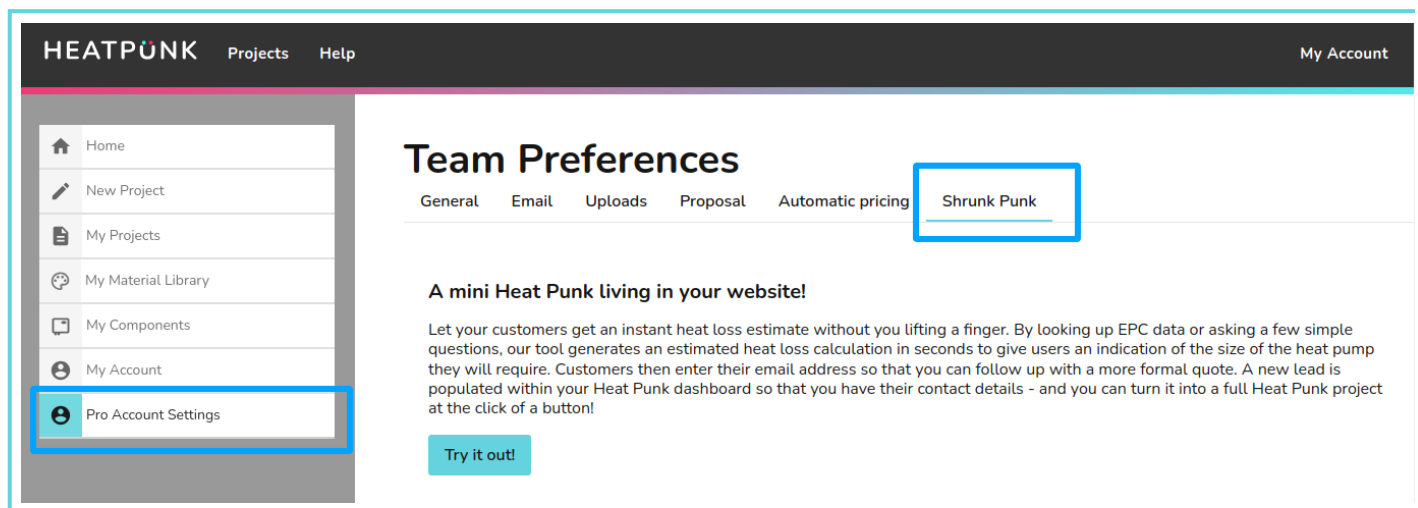 HEATPÜNK Projects Help My Account
Home
New Project
My Projects
My Material Library
My Components
My Account
Pro Account Settings
Team Preferences
General Email Uploads Proposal Automatic pricing Shrunk Punk
A mini Heat Punk living in your website!
Let your customers get an instant heat loss estimate without you lifting a finger. By looking up EPC data or asking a few simple
questions, our tool generates an estimated heat loss calculation in seconds to give users an indication of the size of the heat pump
they will require. Customers then enter their email address so that you can follow up with a more formal quote. A new lead is
populated within your Heat Punk dashboard so that you have their contact details - and you can turn it into a full Heat Punk project
at the click of a button!
Try it out!